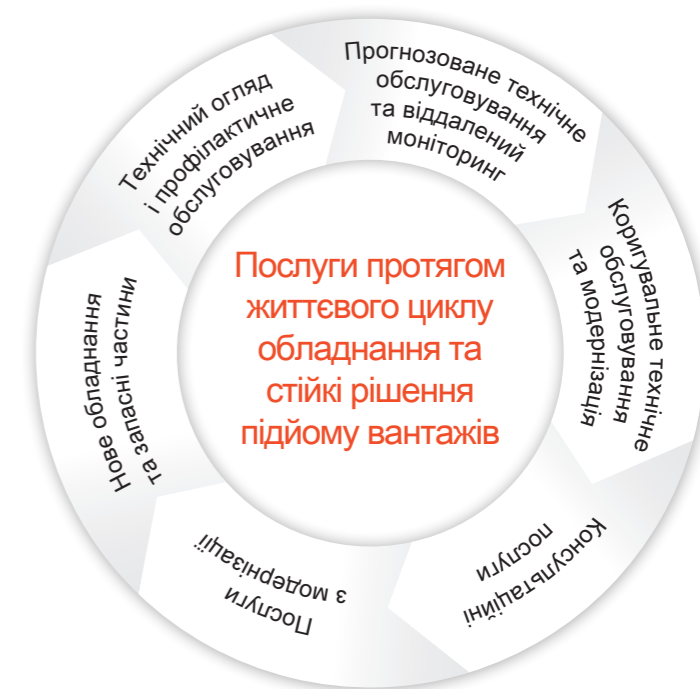 Технічний огляд
і профілактичне
обслуговування
Прогнозоване технічне
обслуговування
та віддалений
моніторинг
Коригувальне технічне
обслуговування
та модернізація
Консультаційні
послуги
Послуги
з модернізації
Нове обладнання
та запасні частини
Послуги протягом
життєвого циклу
обладнання та
стійкі рішення
підйому вантажів